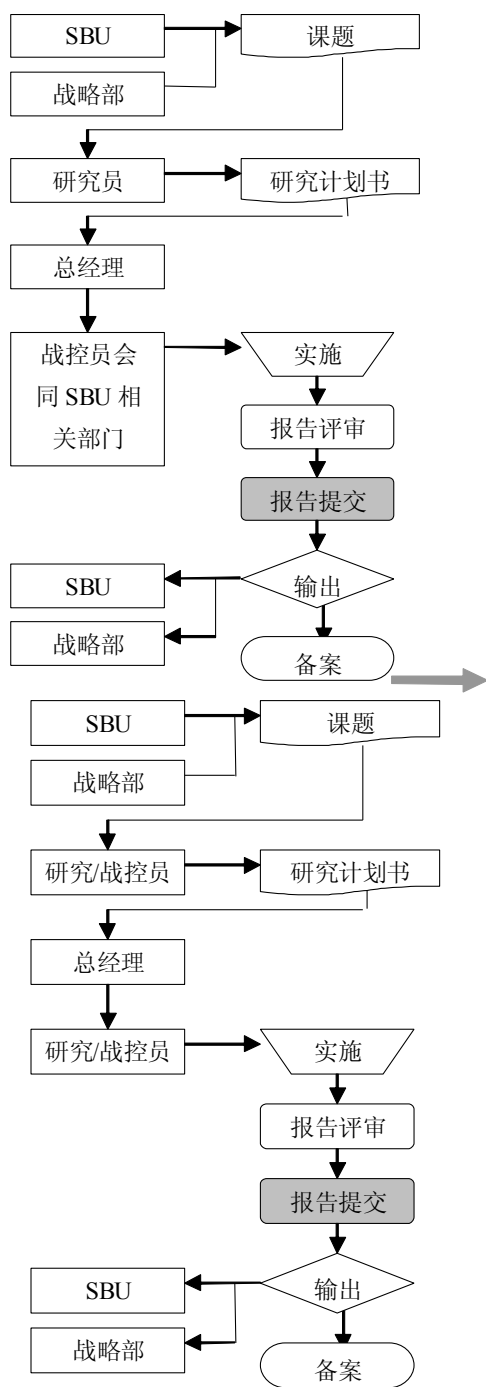 SBU
课题
战略部
研究员
研究计划书
总经理
战控员会
同 SBU 相
关部门
实施
报告评审
报告提交
输出
SBU
战略部
备案
SBU
课题
战略部
研究/战控员
研究计划书
总经理
研究/战控员
实施
报告评审
报告提交
输出
SBU
战略部
备案